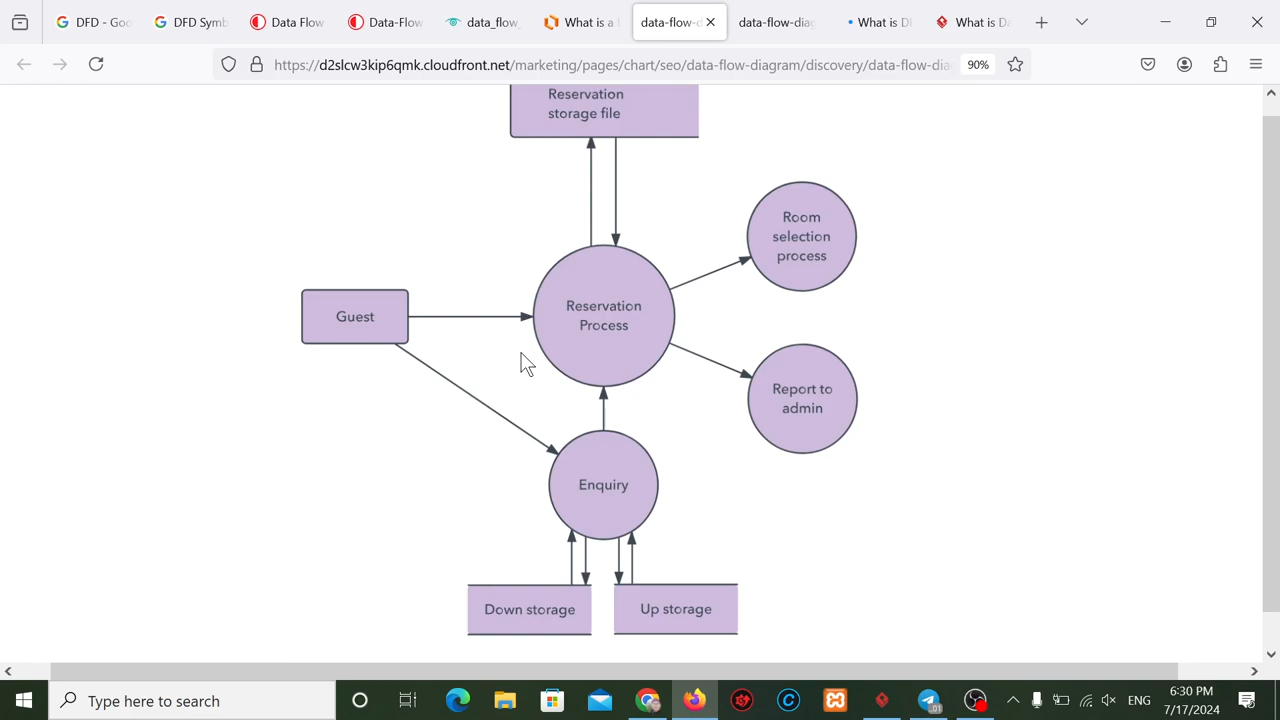 DFD - Goo
DFD Symb
Data Flow
Data-Flow
data_flow_
What is a
data-flow-d
data-flow-diag
What is DF
What is Da
https://d2slcw3kip6qmk.cloudfront.net/marketing/pages/chart/seo/data-flow-diagram/discovery/data-flow-dia
90%
Reservation
storage file
Room
selection
process
Guest
Reservation
Process
Report to
admin
Enquiry
Down storage
Up storage
Type here to search
ENG
6:30 PM
7/17/2024